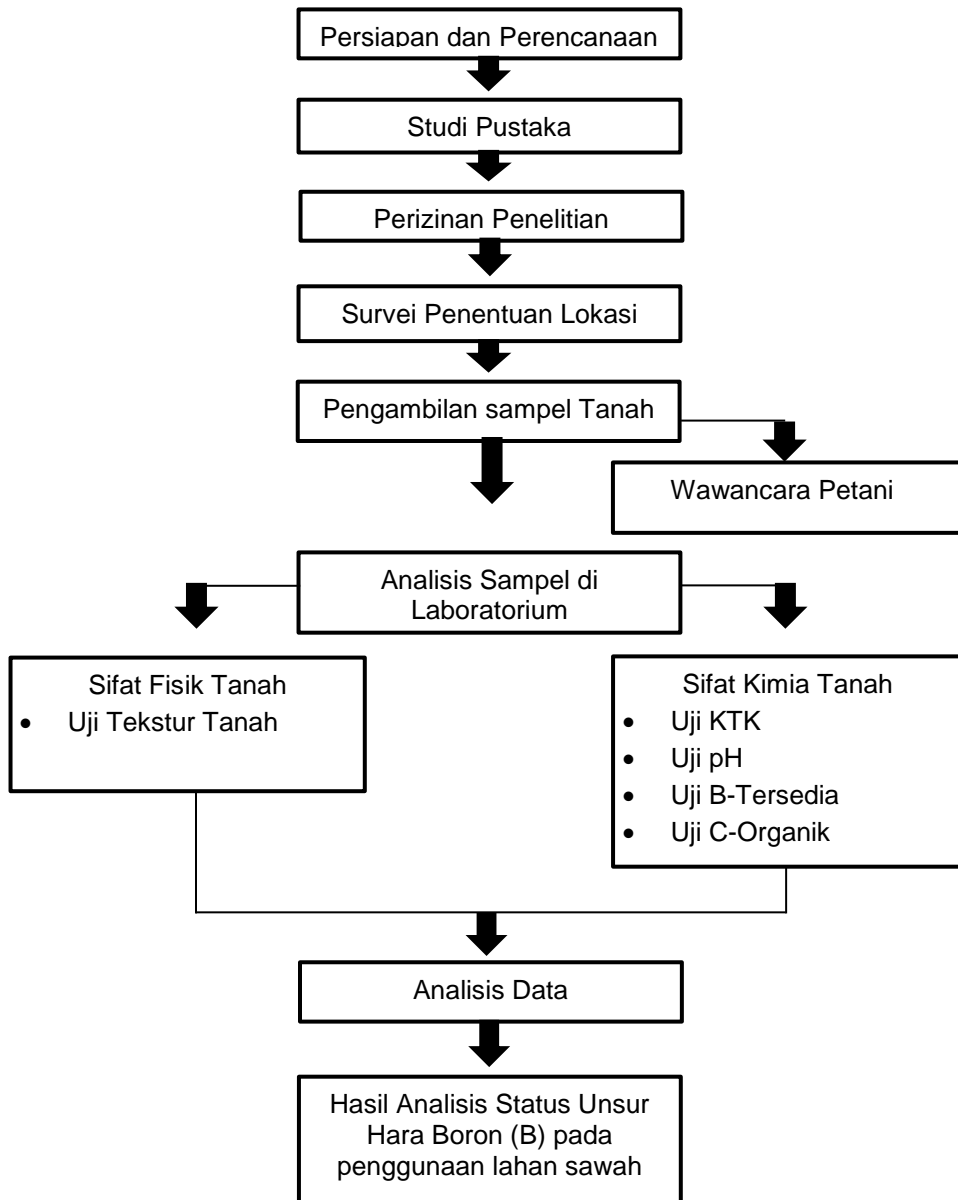 Persiapan dan Perencanaan
Studi Pustaka
Perizinan Penelitian
Survei Penentuan Lokasi
Pengambilan sampel Tanah
Wawancara Petani
Analisis Sampel di
Laboratorium
Sifat Fisik Tanah
• Uji Tekstur Tanah
Sifat Kimia Tanah
• Uji KTK
• Uji pH
• Uji B-Tersedia
• Uji C-Organik
Analisis Data
Hasil Analisis Status Unsur
Hara Boron (B) pada
penggunaan lahan sawah